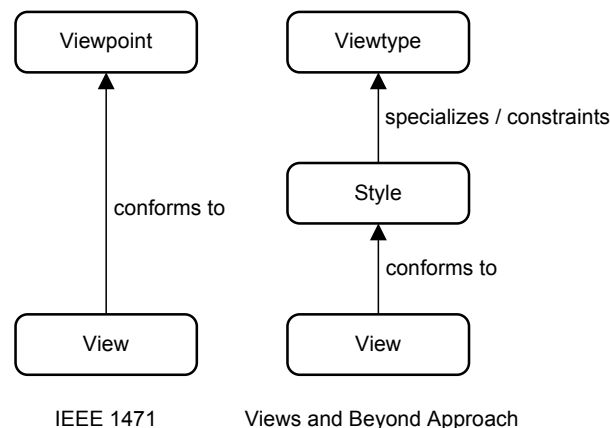 Viewpoint
Viewtype
specializes / constraints
Style
conforms to
conforms to
View
View
IEEE 1471
Views and Beyond Approach